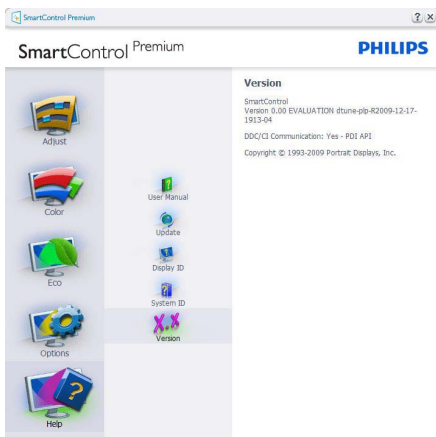 SmartControl Premium
SmartControl Premium
PHILIPS
Adjust
Color
Eco
Options
Help
User Manual
Update
Display ID
System ID
X.X
Version
Version
SmartControl
Version 0.00 EVALUATION dtune-plp-R2009-12-17-
1913-04
DDC/CI Communication: Yes - PDI API
Copyright © 1993-2009 Portrait Displays, Inc.